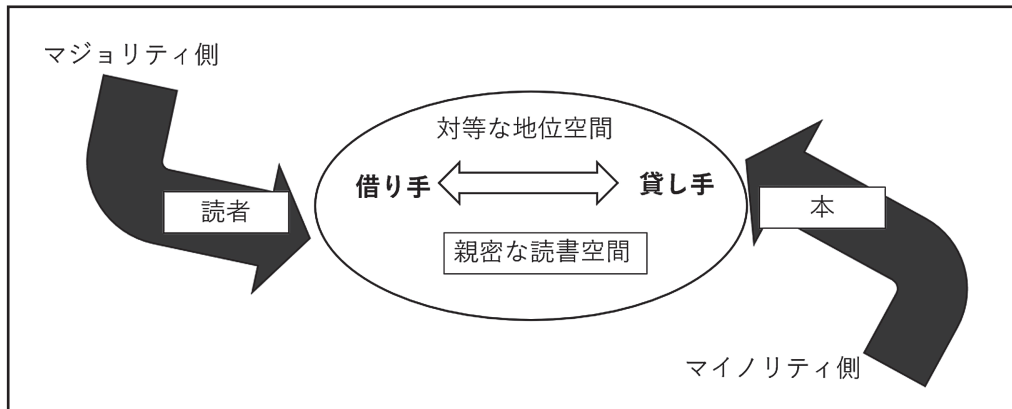 マジョリティ側
対等な地位空間
借り手
貸し手
読者
本
親密な読書空間
マイノリティ側